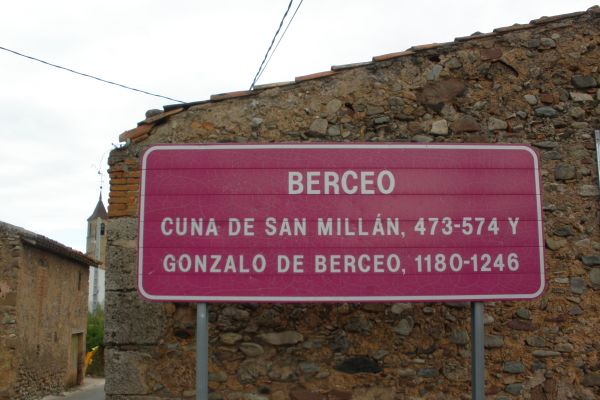 BERCEO
CUNA DE SAN MILLÁN, 473-574 Y
GONZALO DE BERCEO, 1180-1246